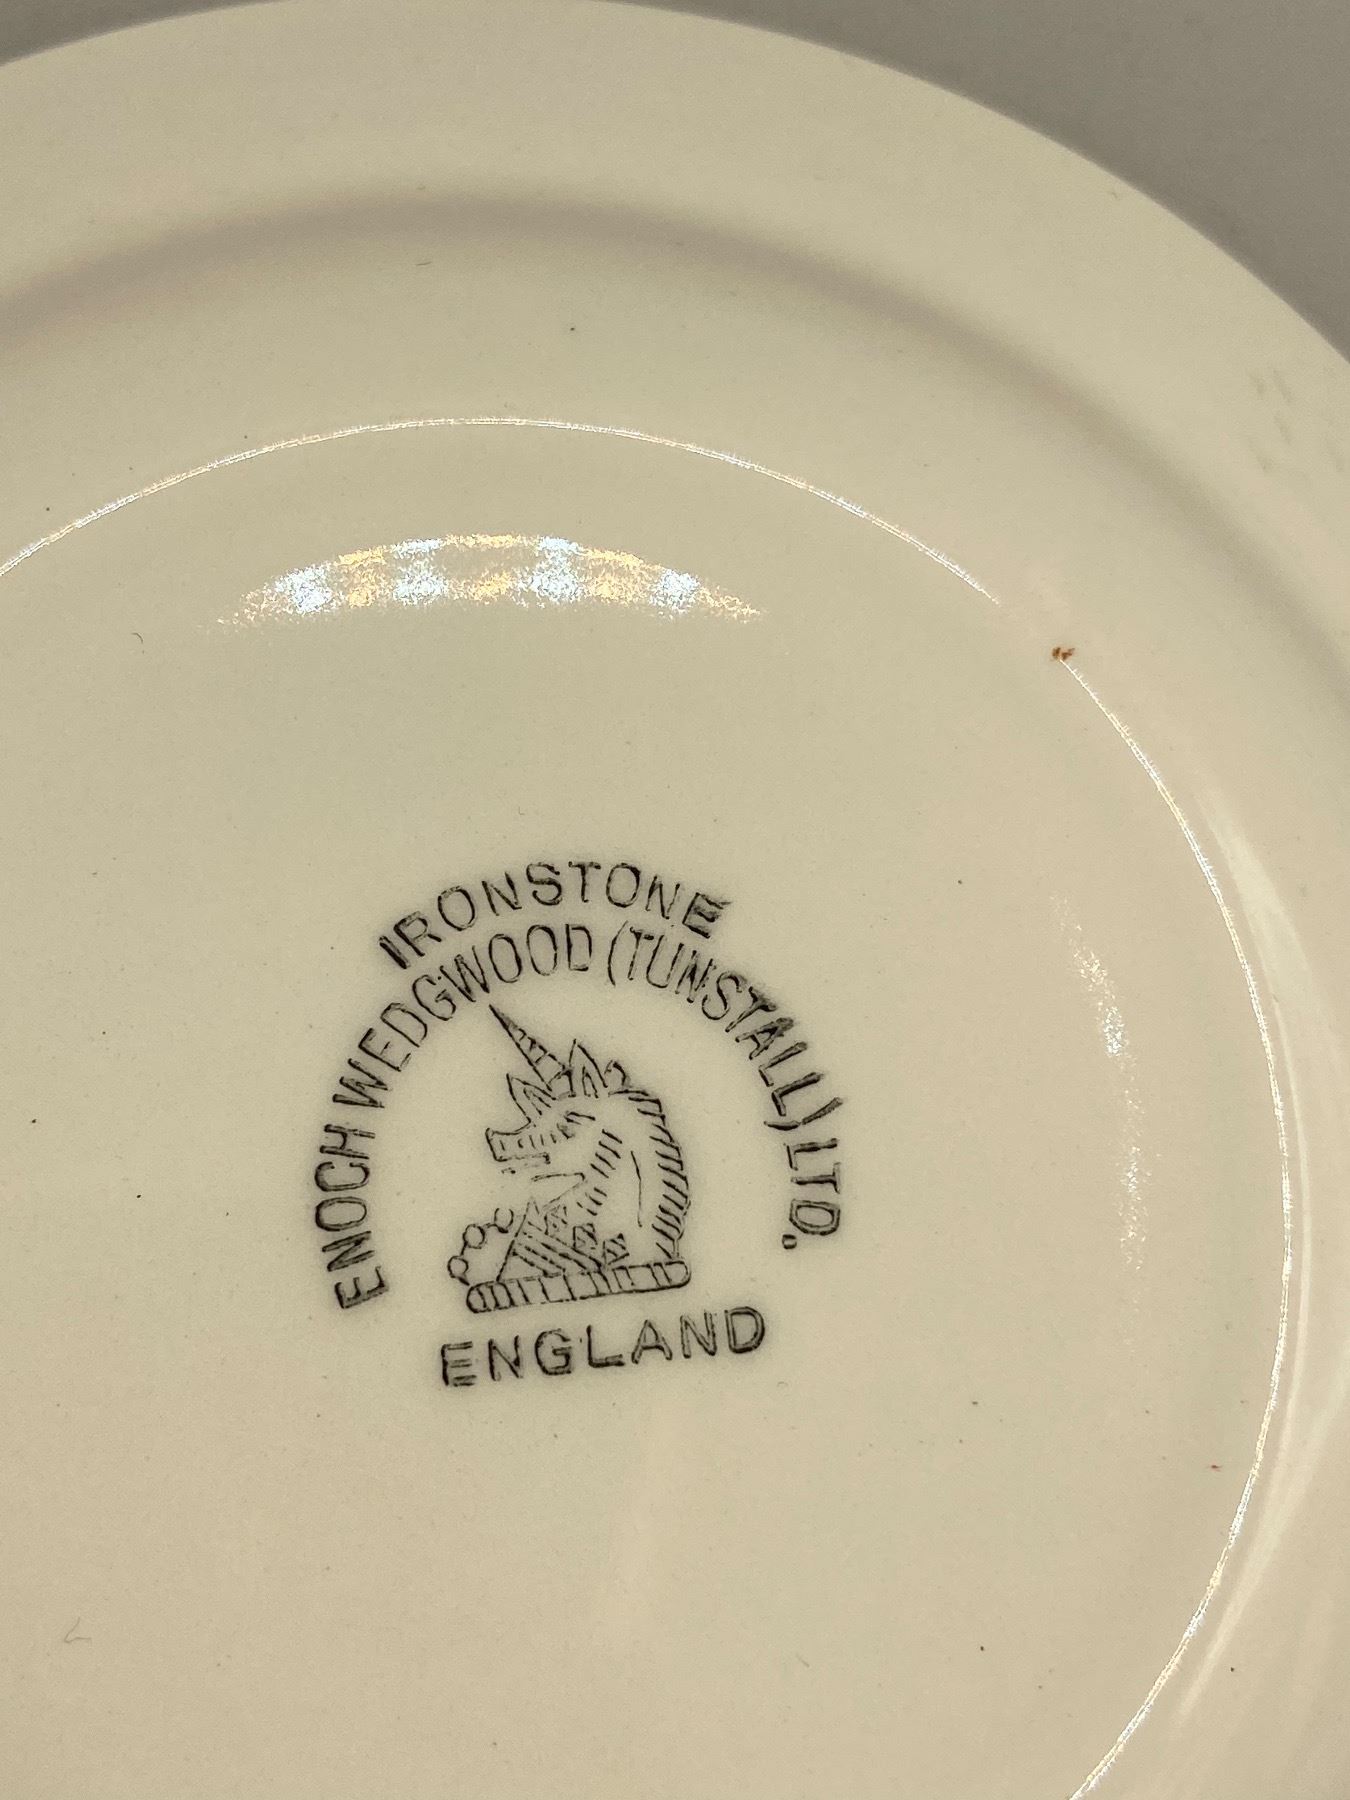 IRONSTONE
ENOCH WEDGWOOD (TUNSTALL) LTD.
ENGLAND